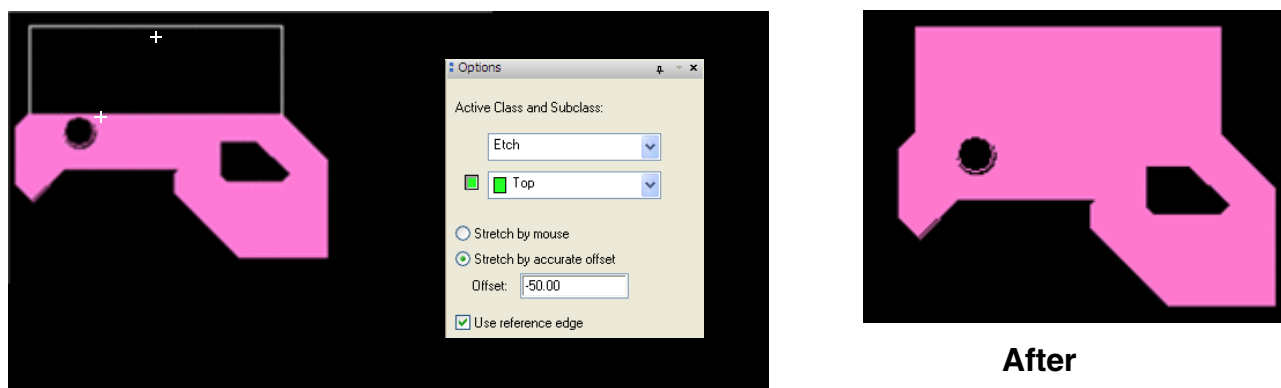 Options
Active Class and Subclass:
Etch
Top
Stretch by mouse
Stretch by accurate offset
Offset: -50.00
Use reference edge
After